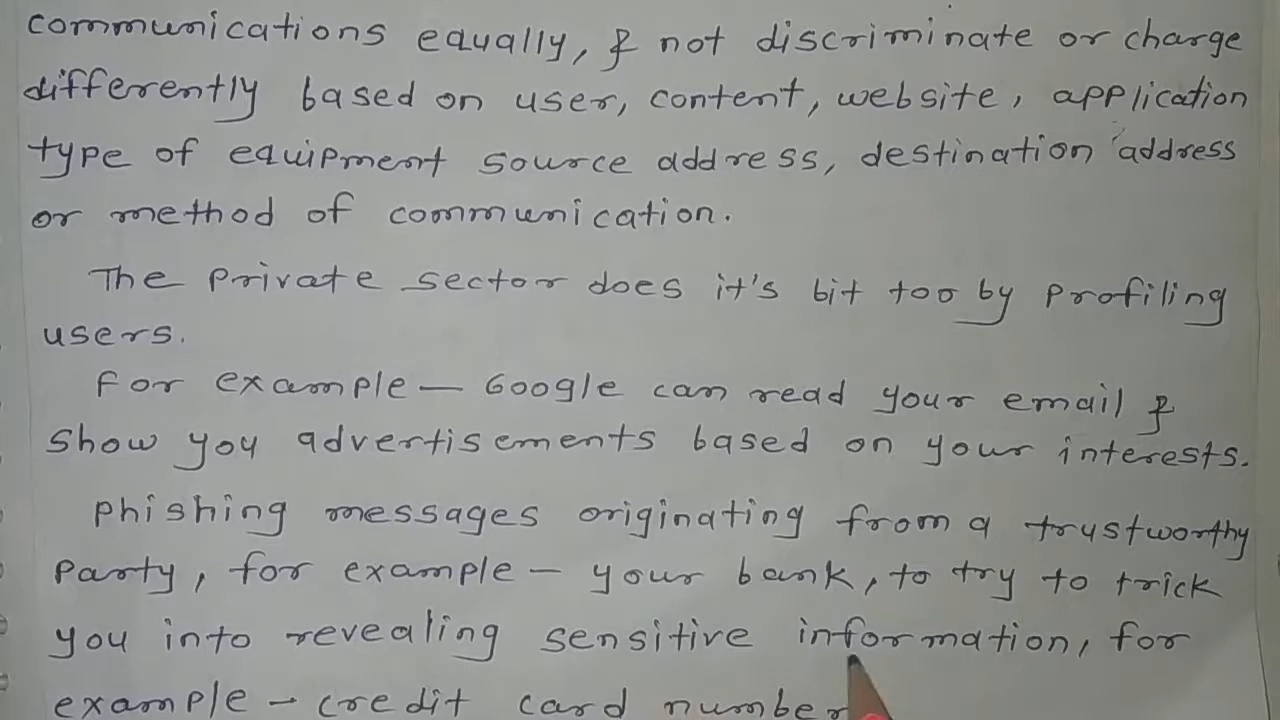 communications equally, & not discriminate or charge
differently based on user, content, website, application
type of equipment source address, destination address
or method of communication.
The private sector does it's bit too by profiling
users.
For example — Google can read your email &
show you advertisements based on your interests.
Phishing messages originating from a trustworthy
party, for example — your bank, to try to trick
you into revealing sensitive information, for
example — credit card number